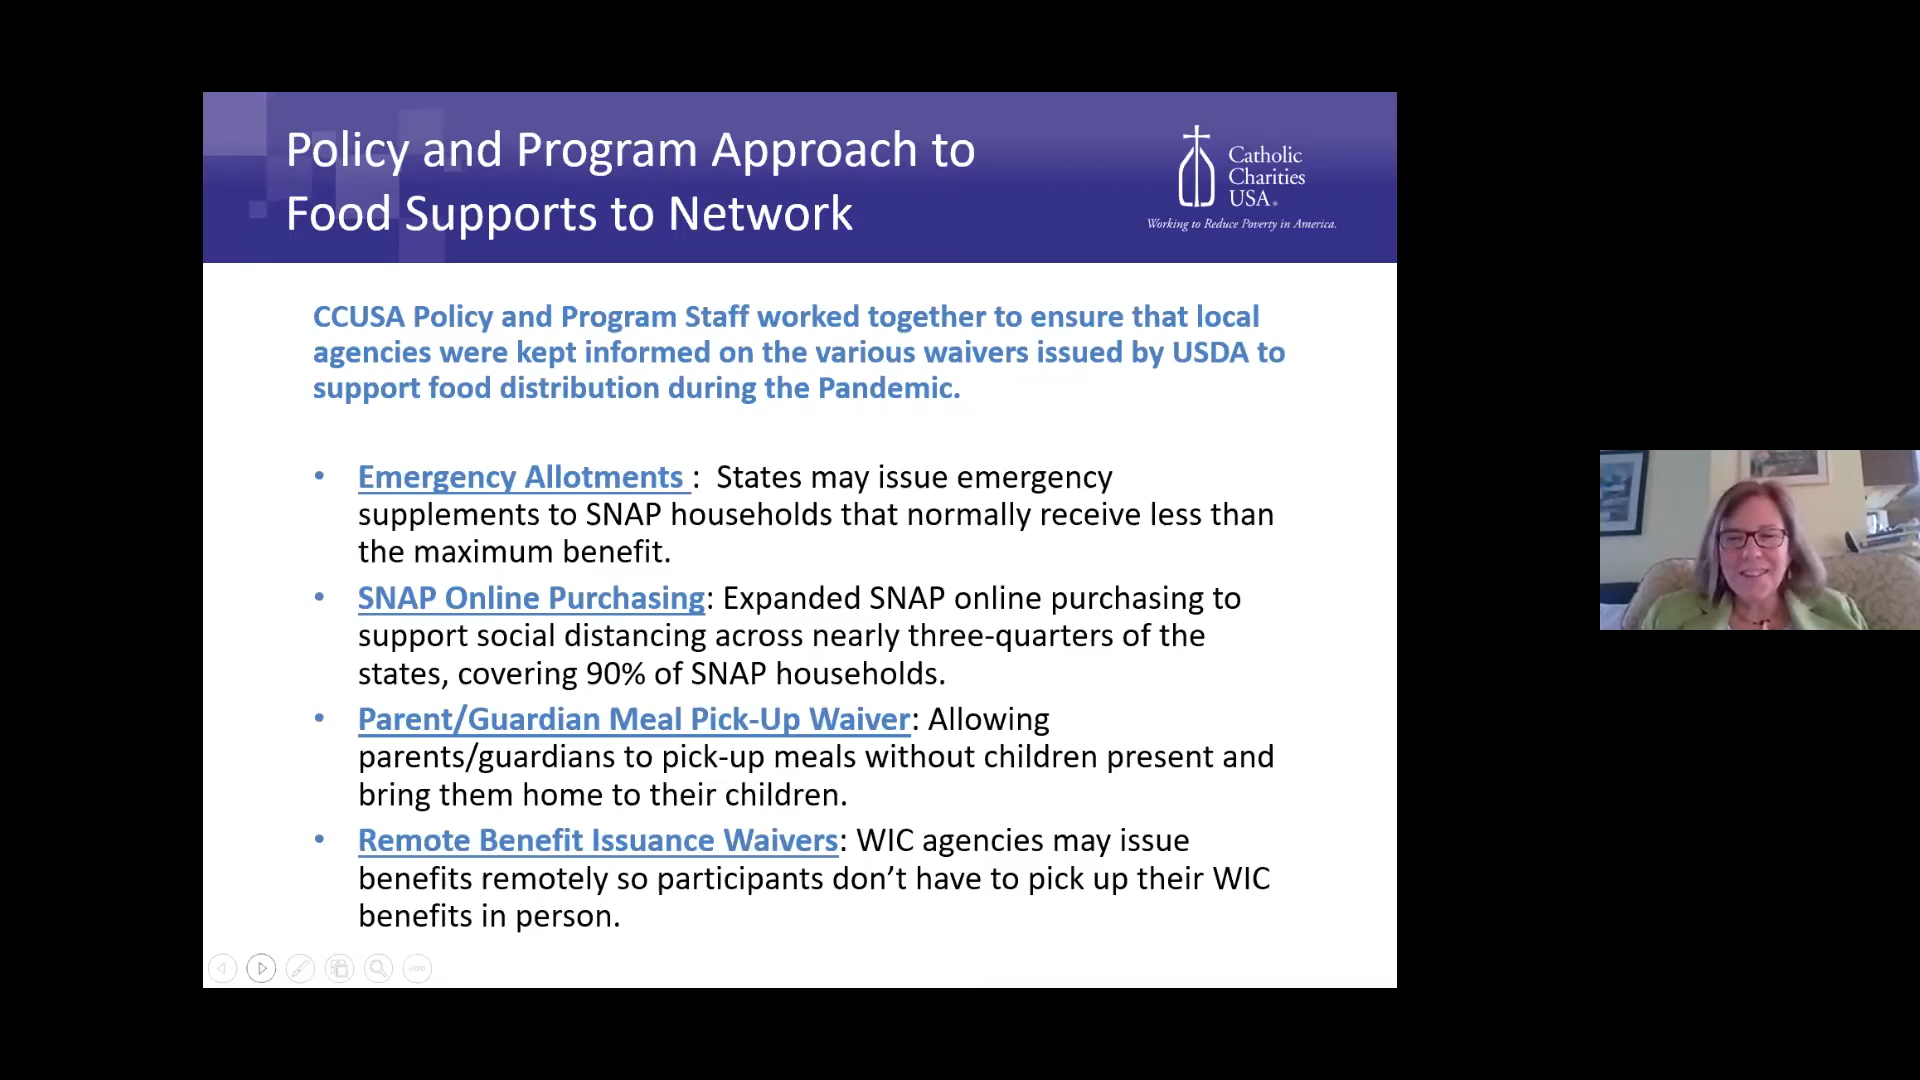 Policy and Program Approach to
Food Supports to Network
Catholic
Charities
USA.
Working to Reduce Poverty in America.
CCUSA Policy and Program Staff worked together to ensure that local
agencies were kept informed on the various waivers issued by USDA to
support food distribution during the Pandemic.
• Emergency Allotments :  States may issue emergency
supplements to SNAP households that normally receive less than
the maximum benefit.
• SNAP Online Purchasing: Expanded SNAP online purchasing to
support social distancing across nearly three-quarters of the
states, covering 90% of SNAP households.
• Parent/Guardian Meal Pick-Up Waiver: Allowing
parents/guardians to pick-up meals without children present and
bring them home to their children.
• Remote Benefit Issuance Waivers: WIC agencies may issue
benefits remotely so participants don’t have to pick up their WIC
benefits in person.